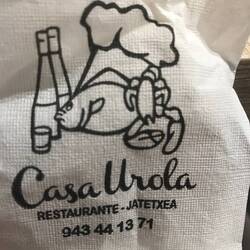 Casa Urola
RESTAURANTE - JATETXEA
943 44 13 71